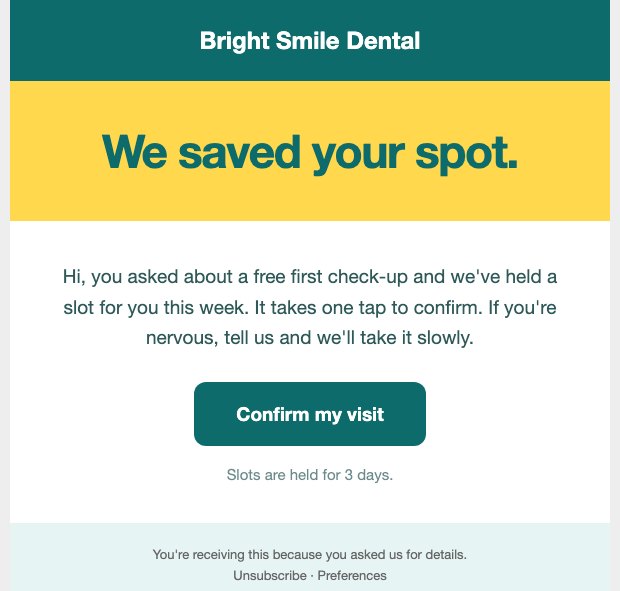 Bright Smile Dental
We saved your spot.
Hi, you asked about a free first check-up and we've held a
slot for you this week. It takes one tap to confirm. If you're
nervous, tell us and we'll take it slowly.
Confirm my visit
Slots are held for 3 days.
You're receiving this because you asked us for details.
Unsubscribe · Preferences